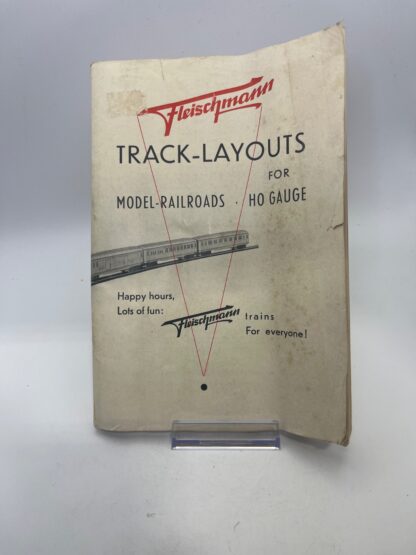 Fleischmann
TRACK-LAYOUTS
FOR
MODEL-RAILROADS · HO GAUGE
Happy hours,
Lots of fun: Fleischmann trains
For everyone!